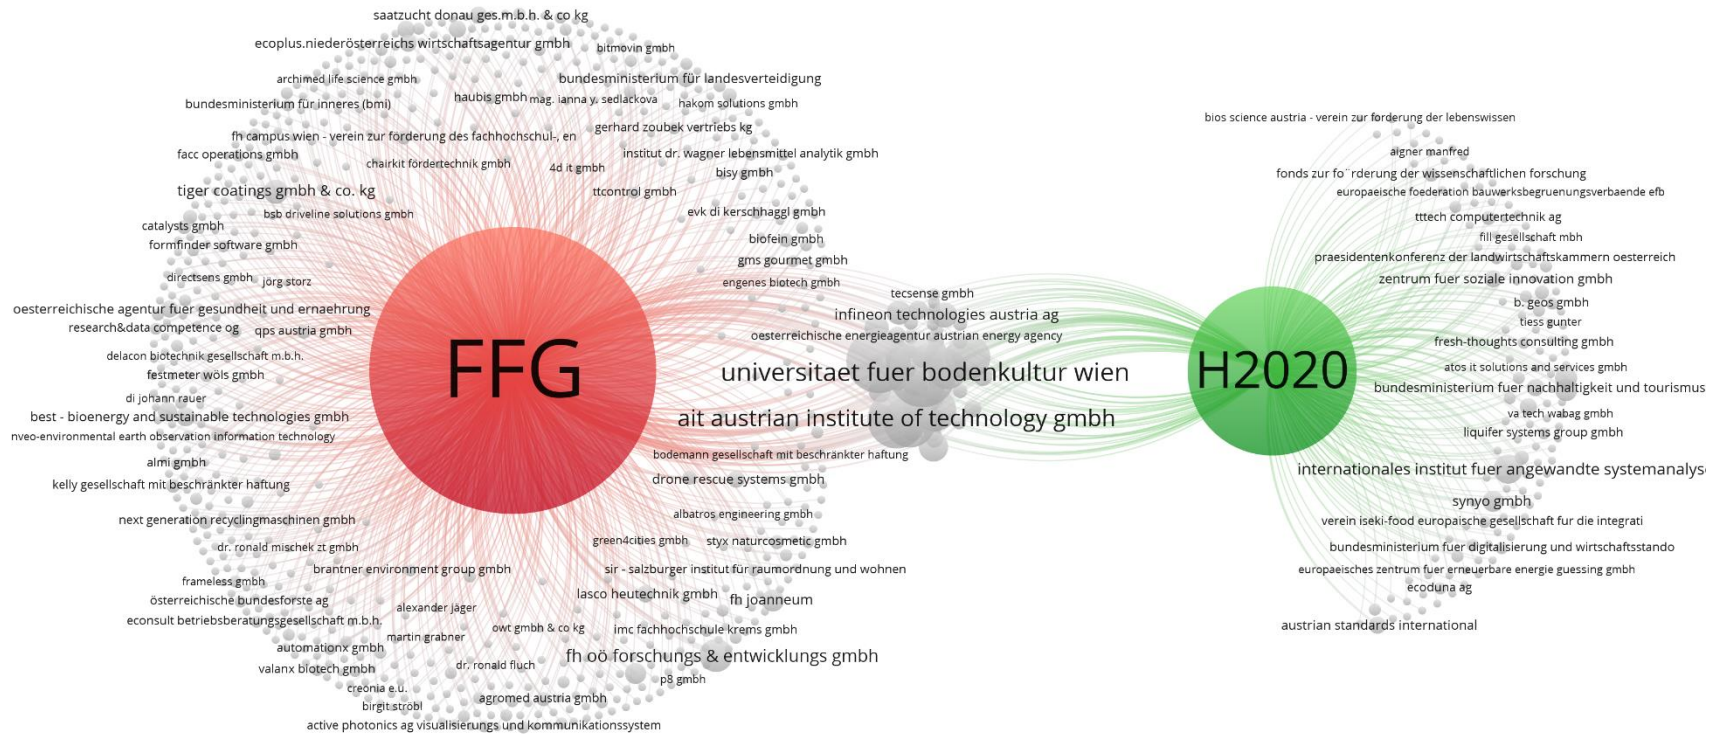 saatzucht donau ges.m.b.h. & co kg
ecoplus.niederösterreichs wirtschaftsagentur gmbh
bitmovin gmbh
archimed life science gmbh
bundesministerium für landesverteidigung
bundesministerium für inneres (bmi)
haubis gmbh
mag. ianna y. sedlackova
hakom solutions gmbh
fh campus wien - verein zur förderung des fachhochschul-, en
gerhard zoubek vertriebs kg
facc operations gmbh
chairkit fördertechnik gmbh
4d it gmbh
institut dr. wagner lebensmittel analytik gmbh
bisy gmbh
tiger coatings gmbh & co. kg
ttcontrol gmbh
bsb driveline solutions gmbh
evk di kerschhaggl gmbh
catalysts gmbh
formfinder software gmbh
biofein gmbh
gms gourmet gmbh
directsens gmbh
jörg storz
engenes biotech gmbh
oesterreichische agentur fuer gesundheit und ernaehrung
research&data competence og
qps austria gmbh
delacon biotechnik gesellschaft m.b.h.
festmeter wöls gmbh
FFG
di johann rauer
best - bioenergy and sustainable technologies gmbh
nveo-environmental earth observation information technology
almi gmbh
kelly gesellschaft mit beschränkter haftung
next generation recyclingmaschinen gmbh
dr. ronald mischek zt gmbh
brantner environment group gmbh
frameless gmbh
österreichische bundesforste ag
alexander jäger
econsult betriebsberatungsgesellschaft m.b.h.
martin grabner
owt gmbh & co kg
automationx gmbh
valanx biotech gmbh
dr. ronald fluch
creonia e.u.
birgit ströbl
agromed austria gmbh
active photonics ag visualisierungs und kommunikationssystem
tecsense gmbh
infineon technologies austria ag
oesterreichische energieagentur austrian energy agency
universitaet fuer bodenkultur wien
ait austrian institute of technology gmbh
bodemann gesellschaft mit beschränkter haftung
drone rescue systems gmbh
albatros engineering gmbh
green4cities gmbh
styx naturcosmetic gmbh
sir - salzburger institut für raumordnung und wohnen
lasco heutechnik gmbh
fh joanneum
imc fachhochschule krems gmbh
fh oö forschungs & entwicklungs gmbh
p8 gmbh
bios science austria - verein zur forderung der lebenswissen
aigner manfred
fonds zur fo¨rderung der wissenschaftlichen forschung
europaeische foederation bauwerksbegruenungsverbaende efb
tttech computertechnik ag
fill gesellschaft mbh
praesidentenkonferenz der landwirtschaftskammern oesterreich
zentrum fuer soziale innovation gmbh
b. geos gmbh
tiess gunter
fresh-thoughts consulting gmbh
H2020
atos it solutions and services gmbh
bundesministerium fuer nachhaltigkeit und tourismus
va tech wabag gmbh
liquifer systems group gmbh
internationales institut fuer angewandte systemanalys
synyo gmbh
verein iseki-food europaische gesellschaft fur die integrati
bundesministerium fuer digitalisierung und wirtschaftsstando
europaeisches zentrum fuer erneuerbare energie guessing gmbh
ecoduna ag
austrian standards international